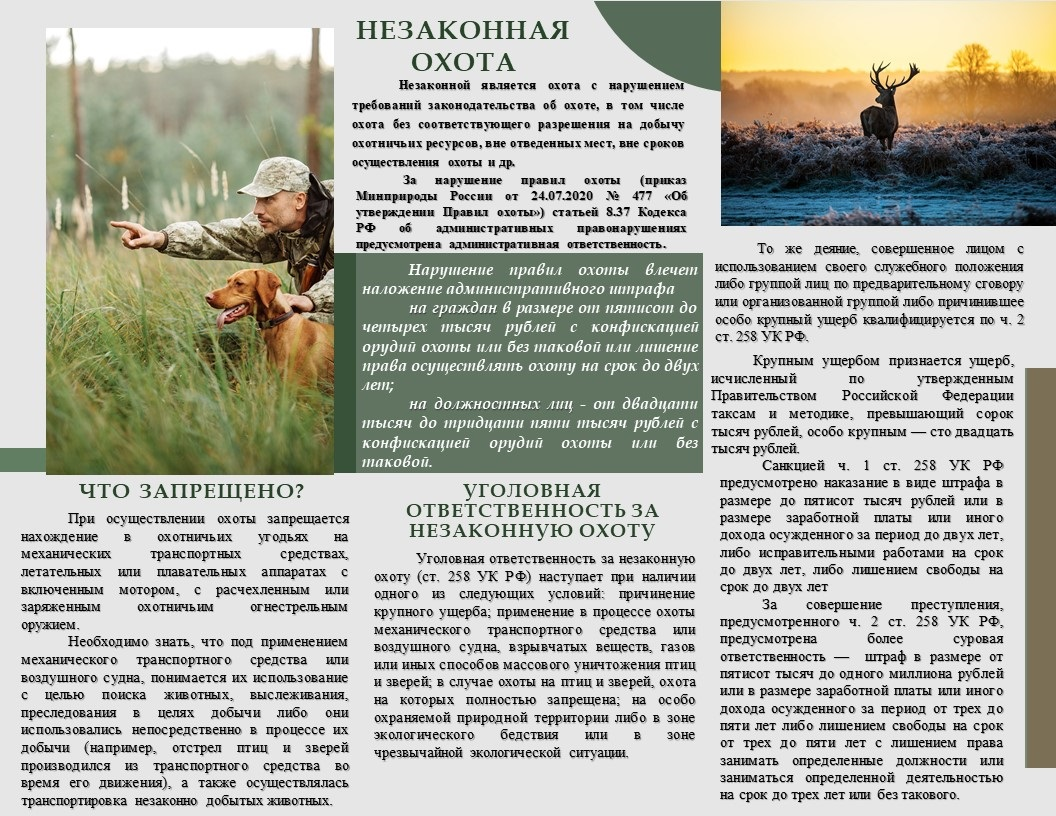 НЕЗАКОННАЯ
ОХОТА
Незаконной является охота с нарушением
требований законодательства об охоте, в том числе
охота без соответствующего разрешения на добычу
охотничьих ресурсов, вне отведенных мест, вне сроков
осуществления охоты и др.
За нарушение правил охоты (приказ
Минприроды России от 24.07.2020 № 477 «Об
утверждении Правил охоты») статьей 8.37 Кодекса
РФ об административных правонарушениях
предусмотрена административная ответственность.
Нарушение правил охоты влечет
наложение административного штрафа
на граждан в размере от пятисот до
четырех тысяч рублей с конфискацией
орудий охоты или без таковой или лишение
права осуществлять охоту на срок до двух
лет;
на должностных лиц - от двадцати
тысяч до тридцати пяти тысяч рублей с
конфискацией орудий охоты или без
таковой.
ЧТО ЗАПРЕЩЕНО?
При осуществлении охоты запрещается
нахождение в охотничьих угодьях на
механических транспортных средствах,
летательных или плавательных аппаратах с
включенным мотором, с расчехленным или
заряженным охотничьим огнестрельным
оружием.
Необходимо знать, что под применением
механического транспортного средства или
воздушного судна, понимается их использование
с целью поиска животных, выслеживания,
преследования в целях добычи либо они
использовались непосредственно в процессе их
добычи (например, отстрел птиц и зверей
производился из транспортного средства во
время его движения), а также осуществлялась
транспортировка незаконно добытых животных.
УГОЛОВНАЯ
ОТВЕТСТВЕННОСТЬ ЗА
НЕЗАКОННУЮ ОХОТУ
Уголовная ответственность за незаконную
охоту (ст. 258 УК РФ) наступает при наличии
одного из следующих условий: причинение
крупного ущерба; применение в процессе охоты
механического транспортного средства или
воздушного судна, взрывчатых веществ, газов
или иных способов массового уничтожения птиц
и зверей; в случае охоты на птиц и зверей, охота
на которых полностью запрещена; на особо
охраняемой природной территории либо в зоне
экологического бедствия или в зоне
чрезвычайной экологической ситуации.
То же деяние, совершенное лицом с
использованием своего служебного положения
либо группой лиц по предварительному сговору
или организованной группой либо причинившее
особо крупный ущерб квалифицируется по ч. 2
ст. 258 УК РФ.
Крупным ущербом признается ущерб,
исчисленный по утвержденным
Правительством Российской Федерации
таксам и методике, превышающий сорок
тысяч рублей, особо крупным — сто двадцать
тысяч рублей.
Санкцией ч. 1 ст. 258 УК РФ
предусмотрено наказание в виде штрафа в
размере до пятисот тысяч рублей или в
размере заработной платы или иного
дохода осужденного за период до двух лет,
либо исправительными работами на срок
до двух лет, либо лишением свободы на
срок до двух лет
За совершение преступления,
предусмотренного ч. 2 ст. 258 УК РФ,
предусмотрена более суровая
ответственность — штраф в размере от
пятисот тысяч до одного миллиона рублей
или в размере заработной платы или иного
дохода осужденного за период от трех до
пяти лет либо лишением свободы на срок
от трех до пяти лет с лишением права
занимать определенные должности или
заниматься определенной деятельностью
на срок до трех лет или без такового.